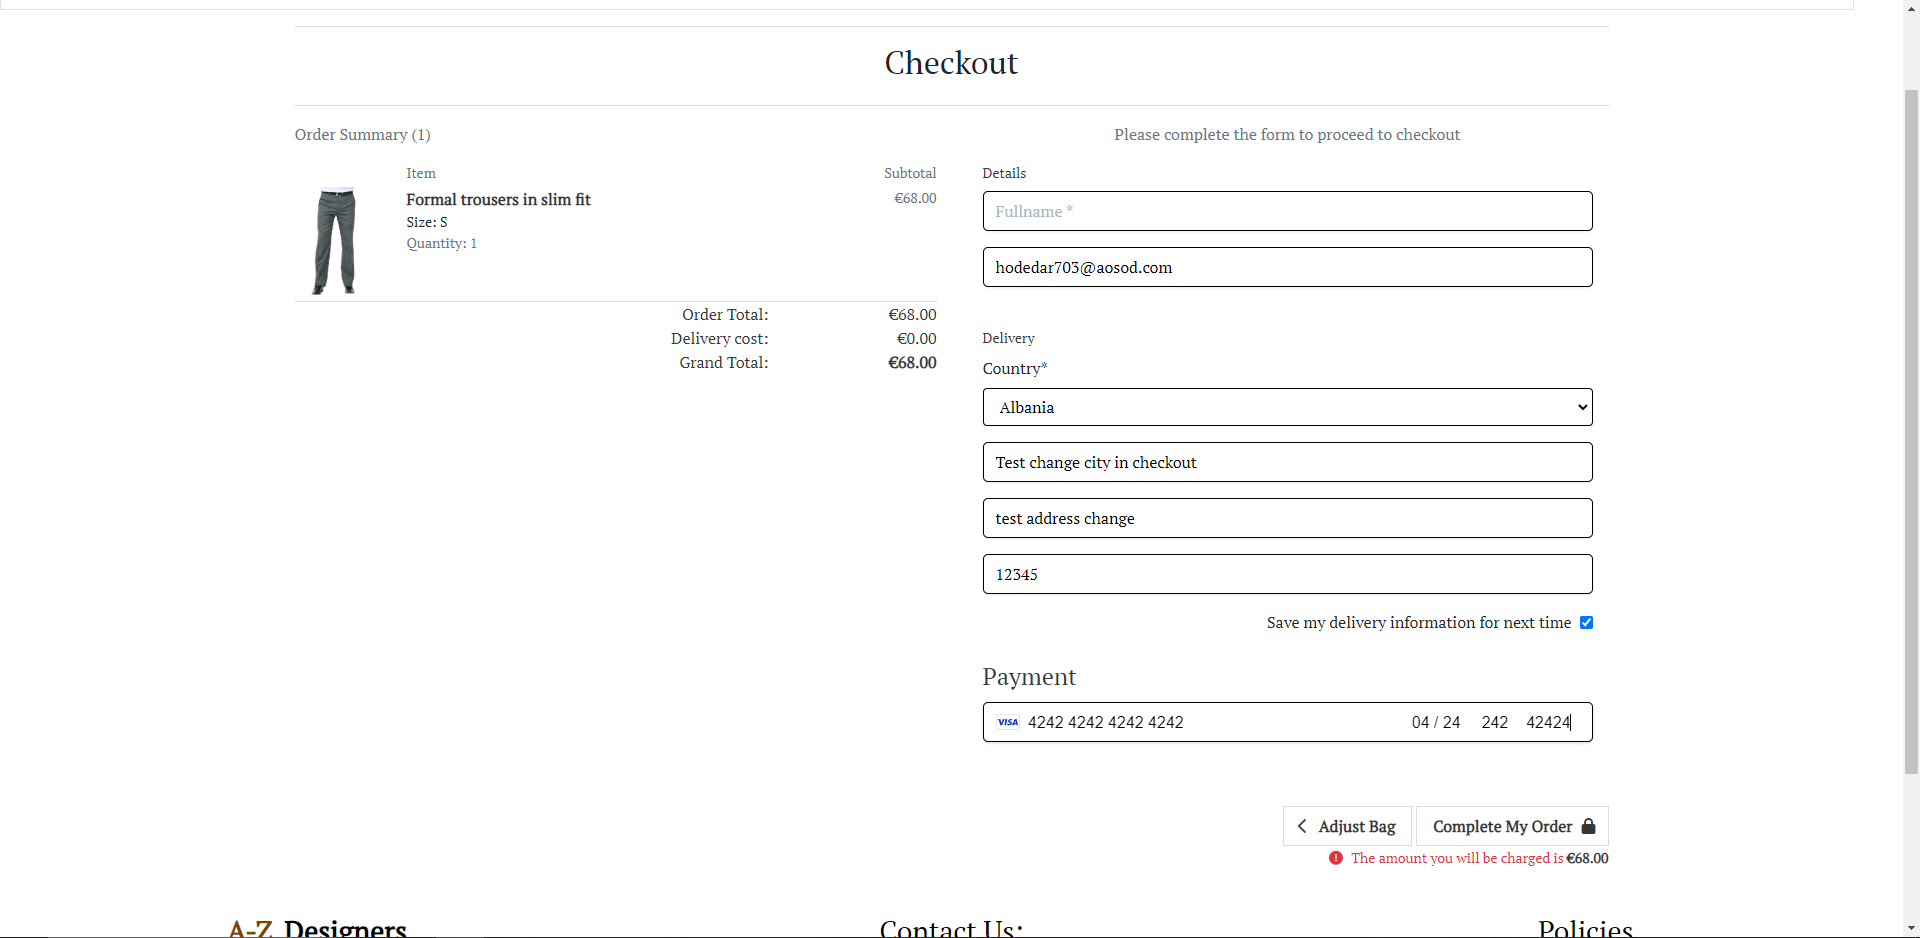 Checkout
Order Summary (1)
Item
Subtotal
Formal trousers in slim fit
€68.00
Size: S
Quantity: 1
Order Total:
€68.00
Delivery cost:
€0.00
Grand Total:
€68.00
Please complete the form to proceed to checkout
Details
Fullname *
hodedar703@aosod.com
Delivery
Country*
Albania
Test change city in checkout
test address change
12345
Save my delivery information for next time
Payment
VISA 4242 4242 4242 4242 04 / 24 242 42424
Adjust Bag
Complete My Order
! The amount you will be charged is €68.00
A-Z Designers
Contact Us:
Policies